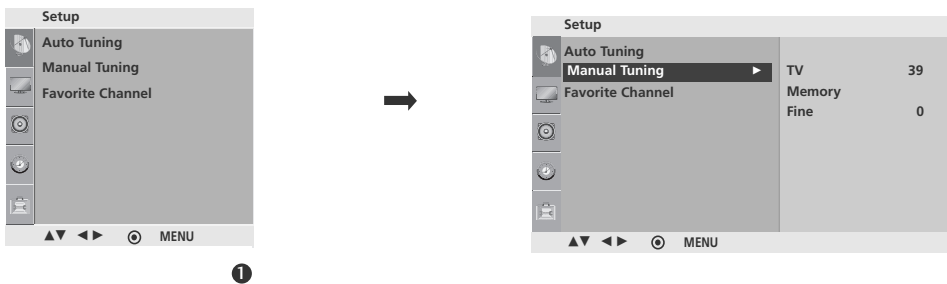 Setup
Auto Tuning
Manual Tuning
Favorite Channel
▲▼ ◄► MENU
❶
Setup
Auto Tuning
Manual Tuning ►
Favorite Channel
TV 39
Memory
Fine 0
▲▼ ◄► MENU